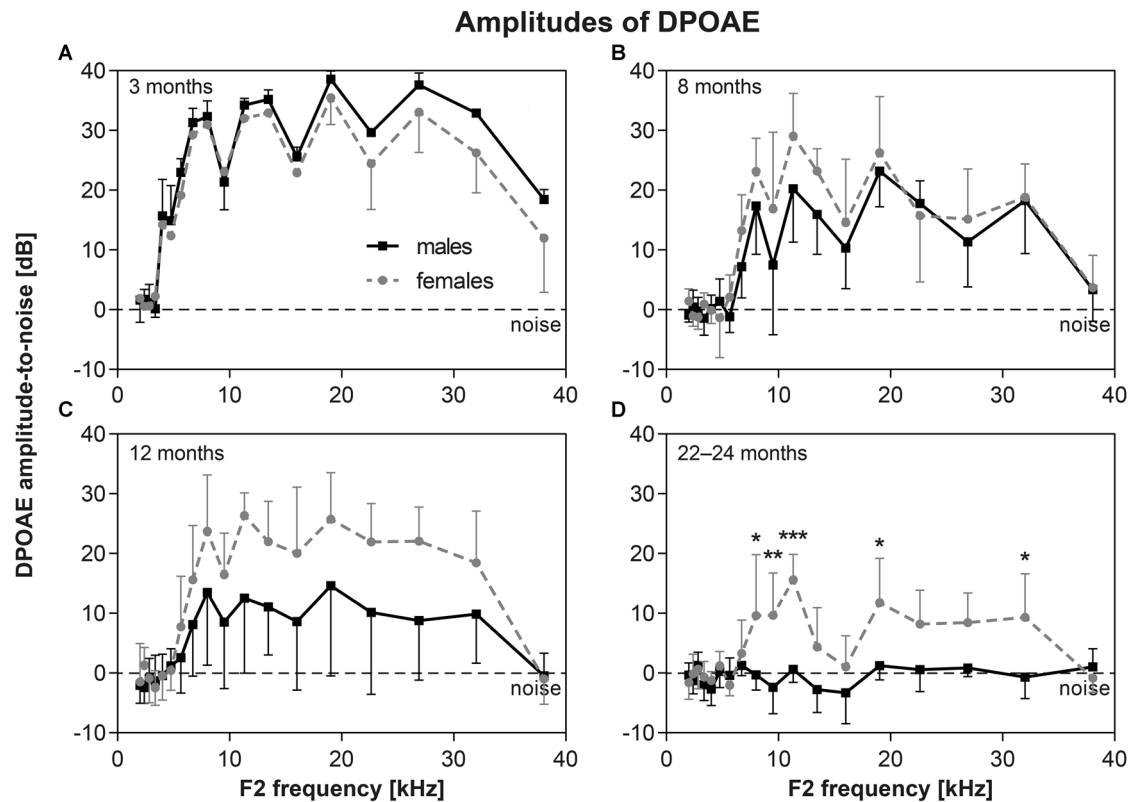 Amplitudes of DPOAE
DPOAE amplitude-to-noise [dB]
A
3 months
40
30
20
10
0
-10
males
females
noise
0 10 20 30 40
B
8 months
40
30
20
10
0
-10
noise
0 10 20 30 40
C
12 months
40
30
20
10
0
-10
noise
0 10 20 30 40
F2 frequency [kHz]
D
22–24 months
40
30
20
10
0
-10
* ** *** * *
noise
0 10 20 30 40
F2 frequency [kHz]